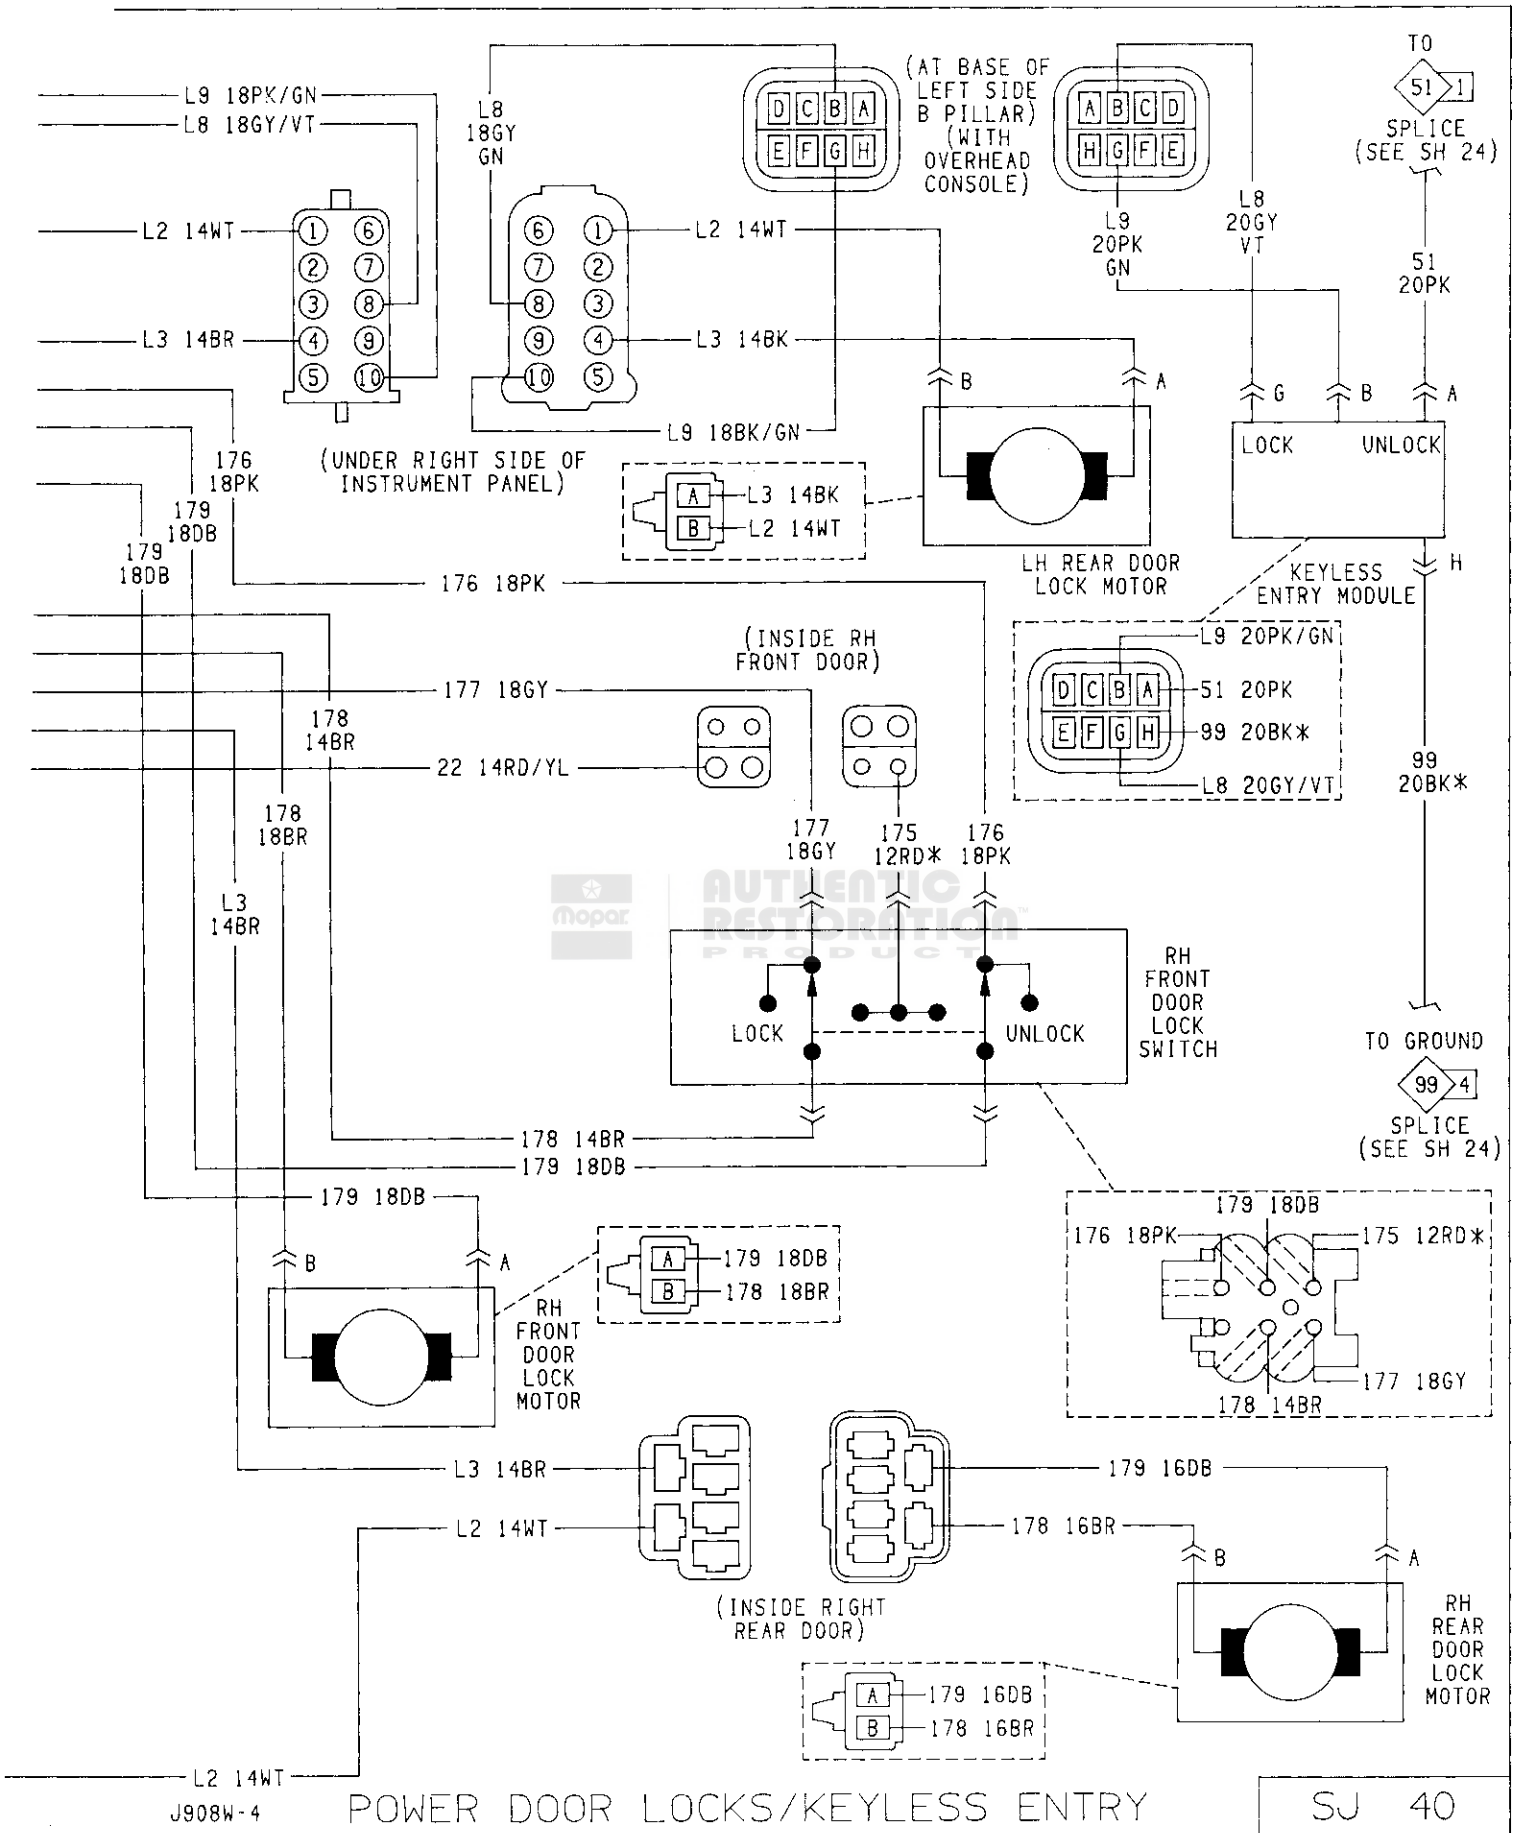 L9 18PK/GN
L8 18GY/VT
L8
18GY
GN
D C B A
E F G H
(AT BASE OF
LEFT SIDE
B PILLAR)
(WITH
OVERHEAD
CONSOLE)
A B C D
H G F E
TO
51 1
SPLICE
(SEE SH 24)
L2 14WT
1 6
2 7
3 8
4 9
5 10
L3 14BR
6 1
7 2
8 3
9 4
10 5
L2 14WT
L3 14BK
L9 18BK/GN
L9
20PK
GN
L8
20GY
VT
51
20PK
B
A
G
B
A
LOCK UNLOCK
(UNDER RIGHT SIDE OF
INSTRUMENT PANEL)
A L3 14BK
B L2 14WT
LH REAR DOOR
LOCK MOTOR
KEYLESS
ENTRY MODULE
H
176
18PK
179
18DB
179
18DB
176 18PK
(INSIDE RH
FRONT DOOR)
L9 20PK/GN
D C B A
51 20PK
E F G H
99 20BK*
L8 20GY/VT
177 18GY
178
14BR
22 14RD/YL
178
18BR
L3
14BR
177
18GY
175
12RD*
176
18PK
99
20BK*
Mopar
AUTHENTIC
RESTORATION™
PRODUCT
LOCK
UNLOCK
RH
FRONT
DOOR
LOCK
SWITCH
TO GROUND
99 4
SPLICE
(SEE SH 24)
178 14BR
179 18DB
179 18DB
B
A
A 179 18DB
B 178 18BR
RH
FRONT
DOOR
LOCK
MOTOR
179 18DB
176 18PK
175 12RD*
177 18GY
178 14BR
L3 14BR
L2 14WT
179 16DB
178 16BR
B
A
(INSIDE RIGHT
REAR DOOR)
A 179 16DB
B 178 16BR
RH
REAR
DOOR
LOCK
MOTOR
L2 14WT
J908W-4
POWER DOOR LOCKS/KEYLESS ENTRY
SJ 40